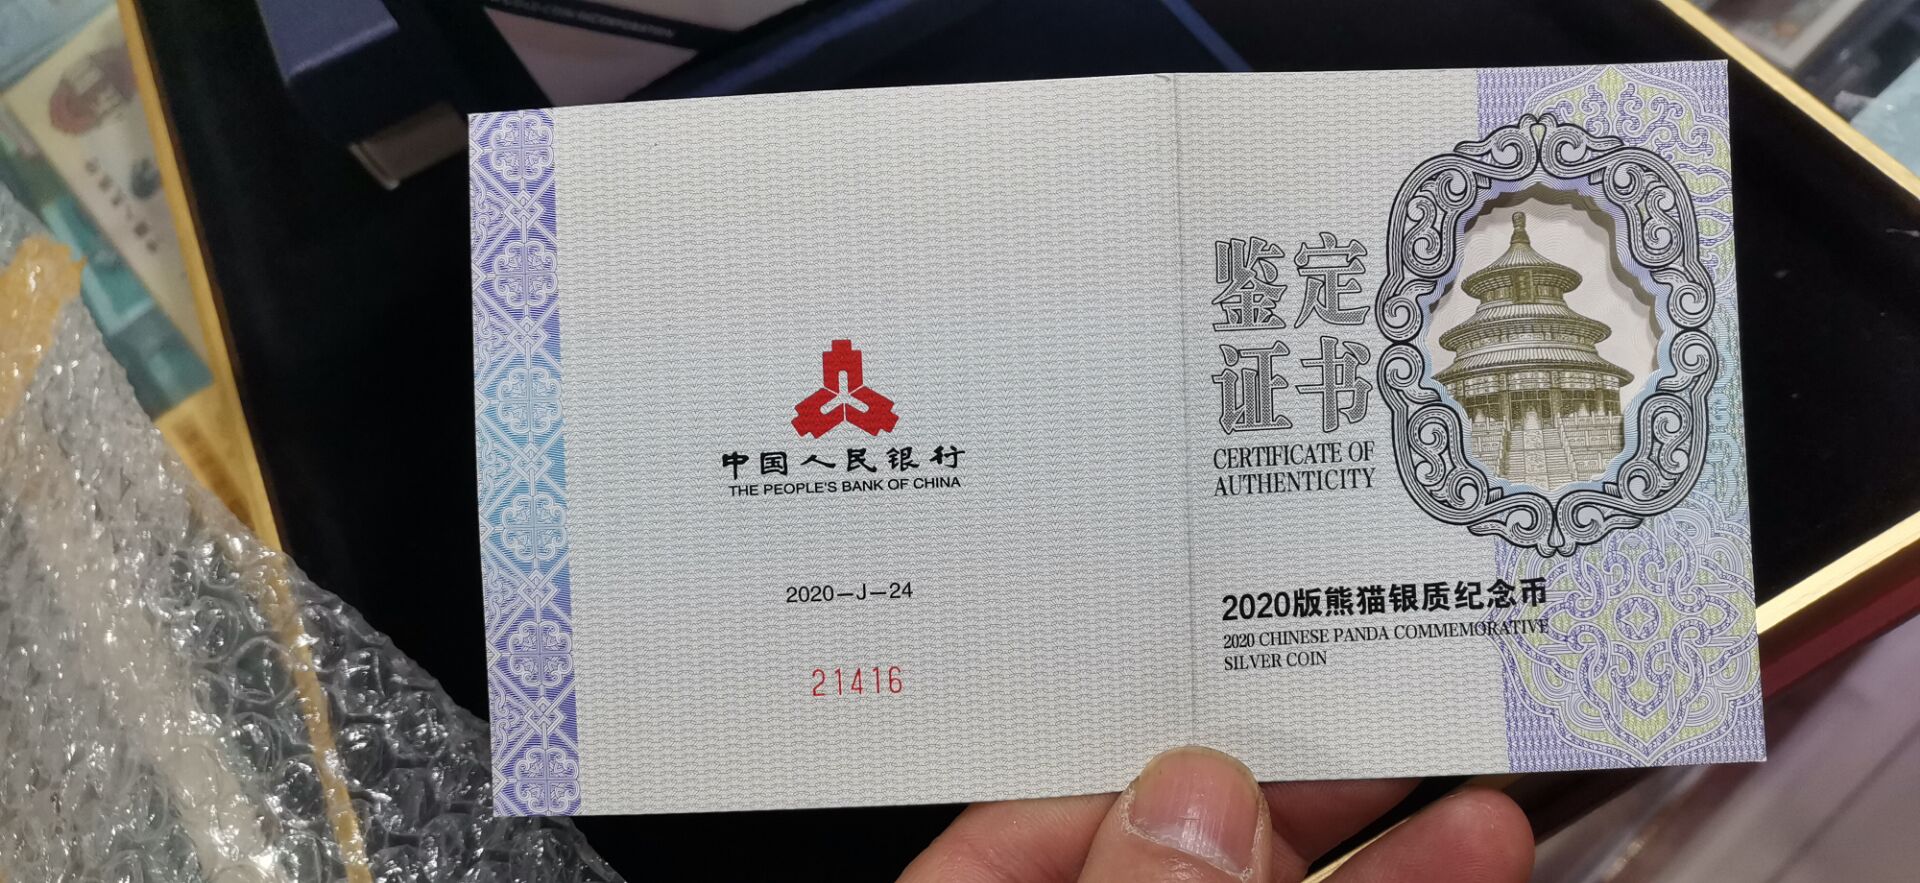 中国人民银行
THE PEOPLE'S BANK OF CHINA
2020—J—24
21416
鉴定
证书
CERTIFICATE OF
AUTHENTICITY
2020版熊猫银质纪念币
2020 CHINESE PANDA COMMEMORATIVE
SILVER COIN